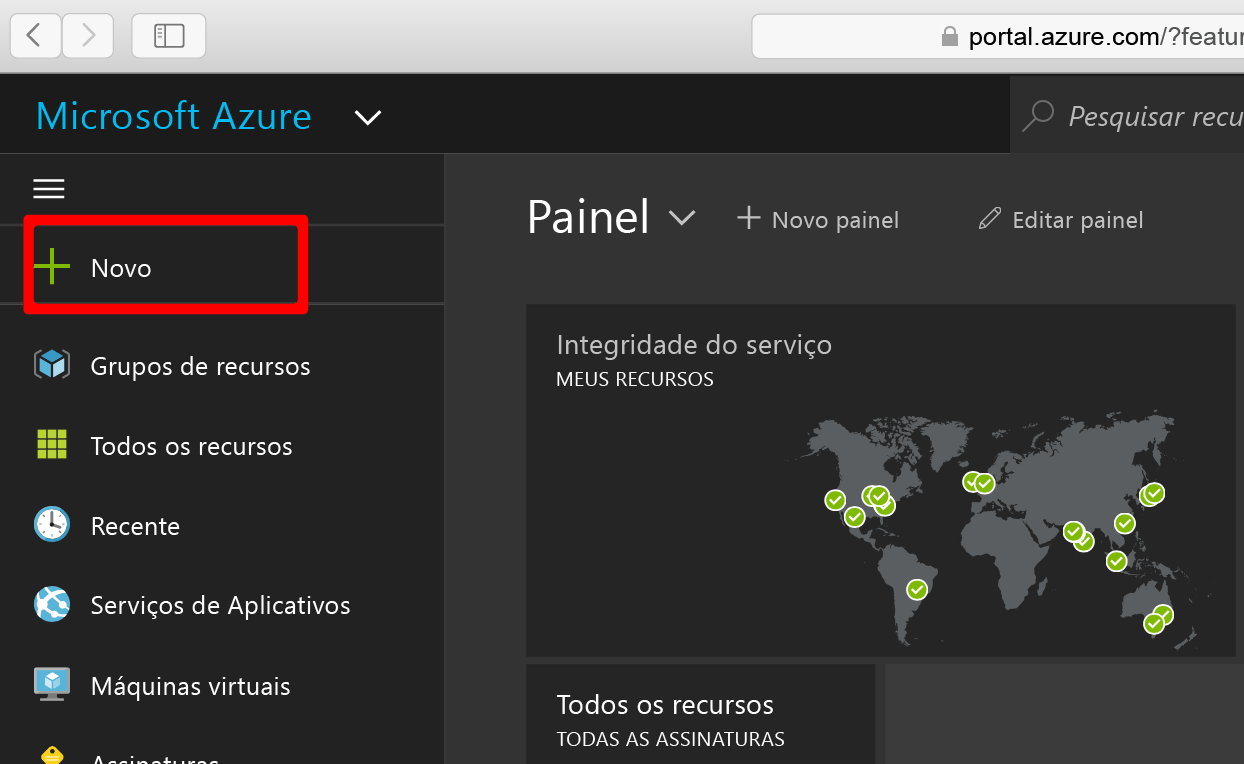 portal.azure.com/?featur
Microsoft Azure
Pesquisar recu
Painel
Novo painel
Editar painel
Novo
Grupos de recursos
Todos os recursos
Recente
Serviços de Aplicativos
Máquinas virtuais
Assinaturas
Integridade do serviço
MEUS RECURSOS
Todos os recursos
TODAS AS ASSINATURAS